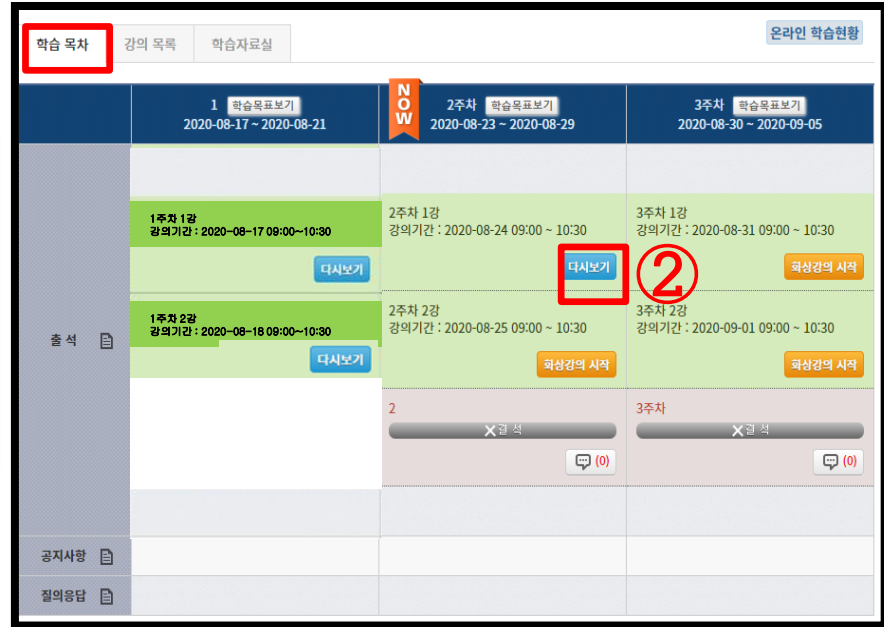 학습 목차 강의 목록 학습자료실 온라인 학습현황
1 학습목표보기
2020-08-17 ~ 2020-08-21
NOW
2주차 학습목표보기
2020-08-23 ~ 2020-08-29
3주차 학습목표보기
2020-08-30 ~ 2020-09-05
출석
1주차 1강
강의기간 : 2020-08-17 09:00~10:30
다시보기
2주차 1강
강의기간 : 2020-08-24 09:00 ~ 10:30
다시보기
②
3주차 1강
강의기간 : 2020-08-31 09:00 ~ 10:30
화상강의 시작
1주차 2강
강의기간 : 2020-08-18 09:00~10:30
다시보기
2주차 2강
강의기간 : 2020-08-25 09:00 ~ 10:30
화상강의 시작
3주차 2강
강의기간 : 2020-09-01 09:00 ~ 10:30
화상강의 시작
2
X결 석
(0)
3주차
X결 석
(0)
공지사항
질의응답